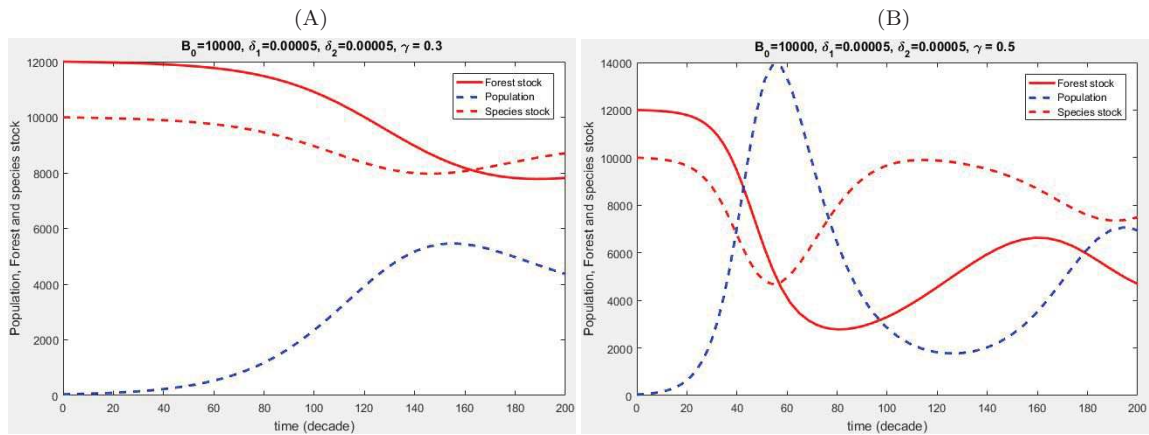 (A)
B₀=10000, δ₁=0.00005, δ₂=0.00005, γ = 0.3
12000
10000
8000
6000
4000
2000
0
Population, Forest and species stock
Forest stock
Population
Species stock
0 20 40 60 80 100 120 140 160 180 200
time (decade)
(B)
B₀=10000, δ₁=0.00005, δ₂=0.00005, γ = 0.5
14000
12000
10000
8000
6000
4000
2000
0
Population, Forest and species stock
Forest stock
Population
Species stock
0 20 40 60 80 100 120 140 160 180 200
time (decade)